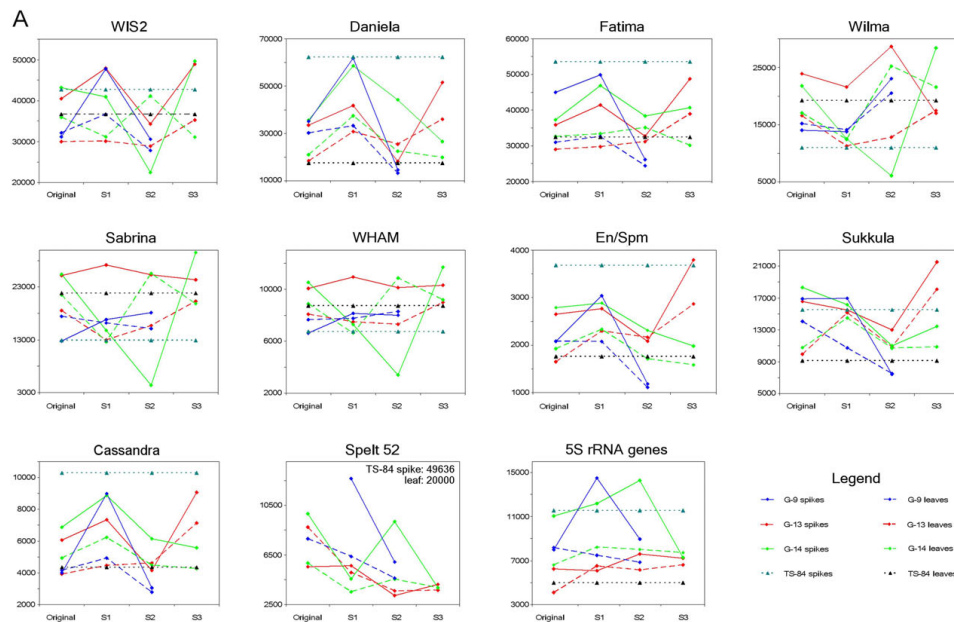 A
WIS2
50000
40000
30000
20000
Original S1 S2 S3
Daniela
70000
50000
30000
10000
Original S1 S2 S3
Fatima
60000
50000
40000
30000
20000
Original S1 S2 S3
Wilma
25000
15000
5000
Original S1 S2 S3
Sabrina
23000
13000
3000
Original S1 S2 S3
WHAM
10000
6000
2000
Original S1 S2 S3
En/Spm
4000
3000
2000
1000
Original S1 S2 S3
Sukkula
21000
17000
13000
9000
5000
Original S1 S2 S3
Cassandra
10000
8000
6000
4000
2000
Original S1 S2 S3
Spelt 52
TS-84 spike: 49636
leaf: 20000
10500
6500
2500
Original S1 S2 S3
5S rRNA genes
15000
11000
7000
3000
Original S1 S2 S3
Legend
G-9 spikes G-9 leaves
G-13 spikes G-13 leaves
G-14 spikes G-14 leaves
TS-84 spikes TS-84 leaves